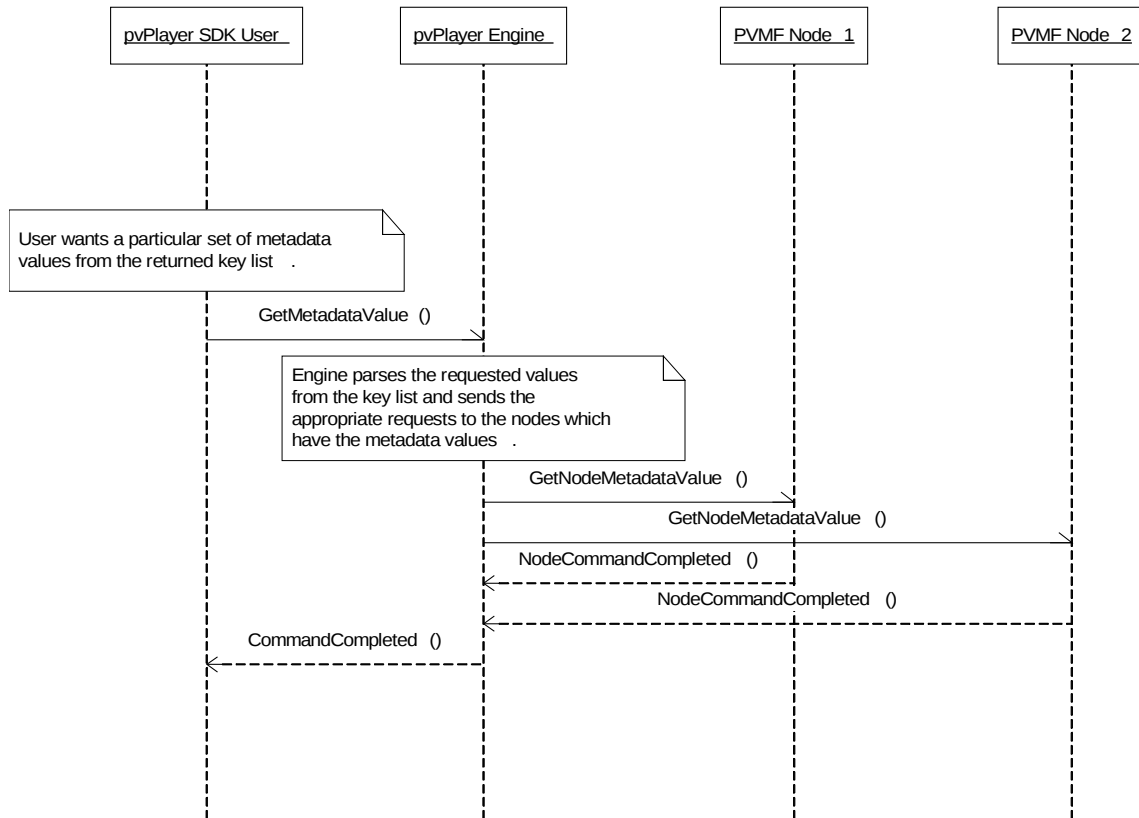 pvPlayer SDK User
pvPlayer Engine
PVMF Node 1
PVMF Node 2
User wants a particular set of metadata
values from the returned key list .
GetMetadataValue ()
Engine parses the requested values
from the key list and sends the
appropriate requests to the nodes which
have the metadata values .
GetNodeMetadataValue ()
GetNodeMetadataValue ()
NodeCommandCompleted ()
NodeCommandCompleted ()
CommandCompleted ()